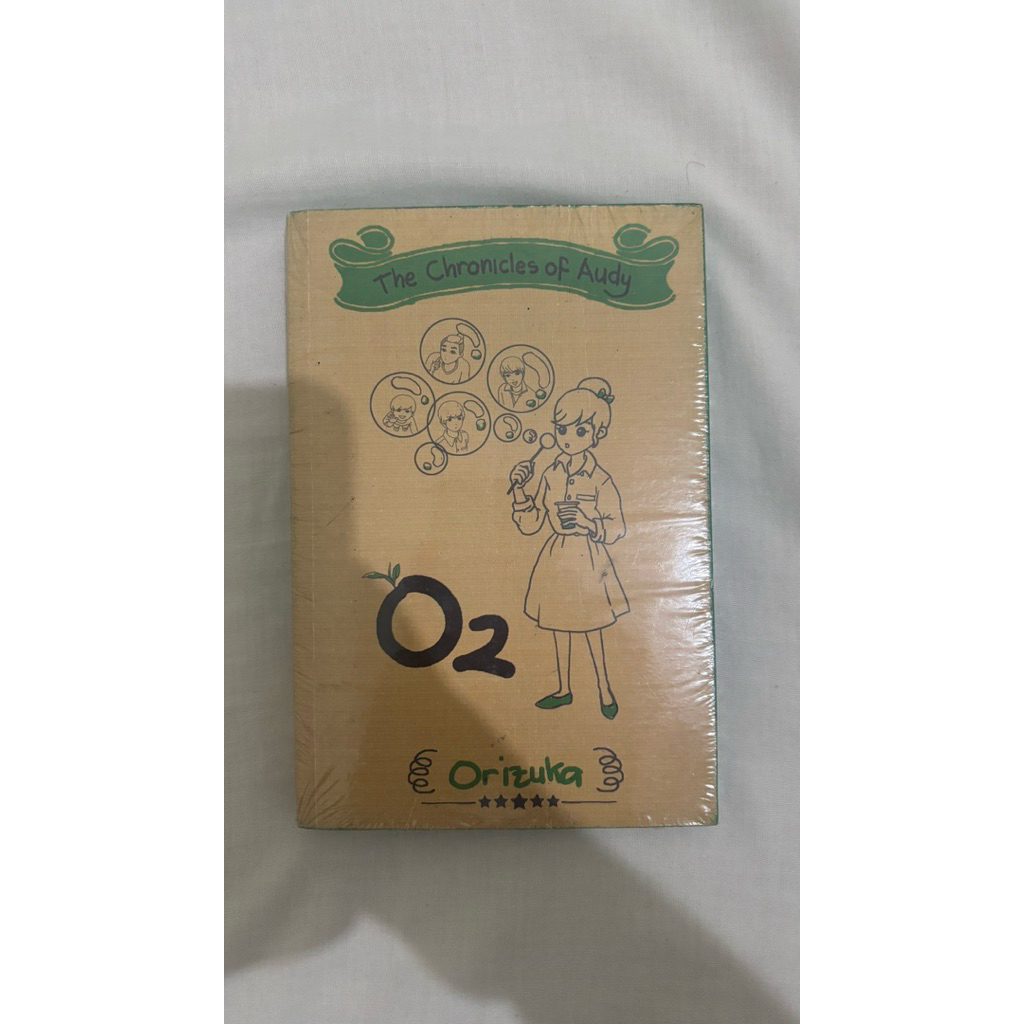 The Chronicles of Audy
O2
Orizuka